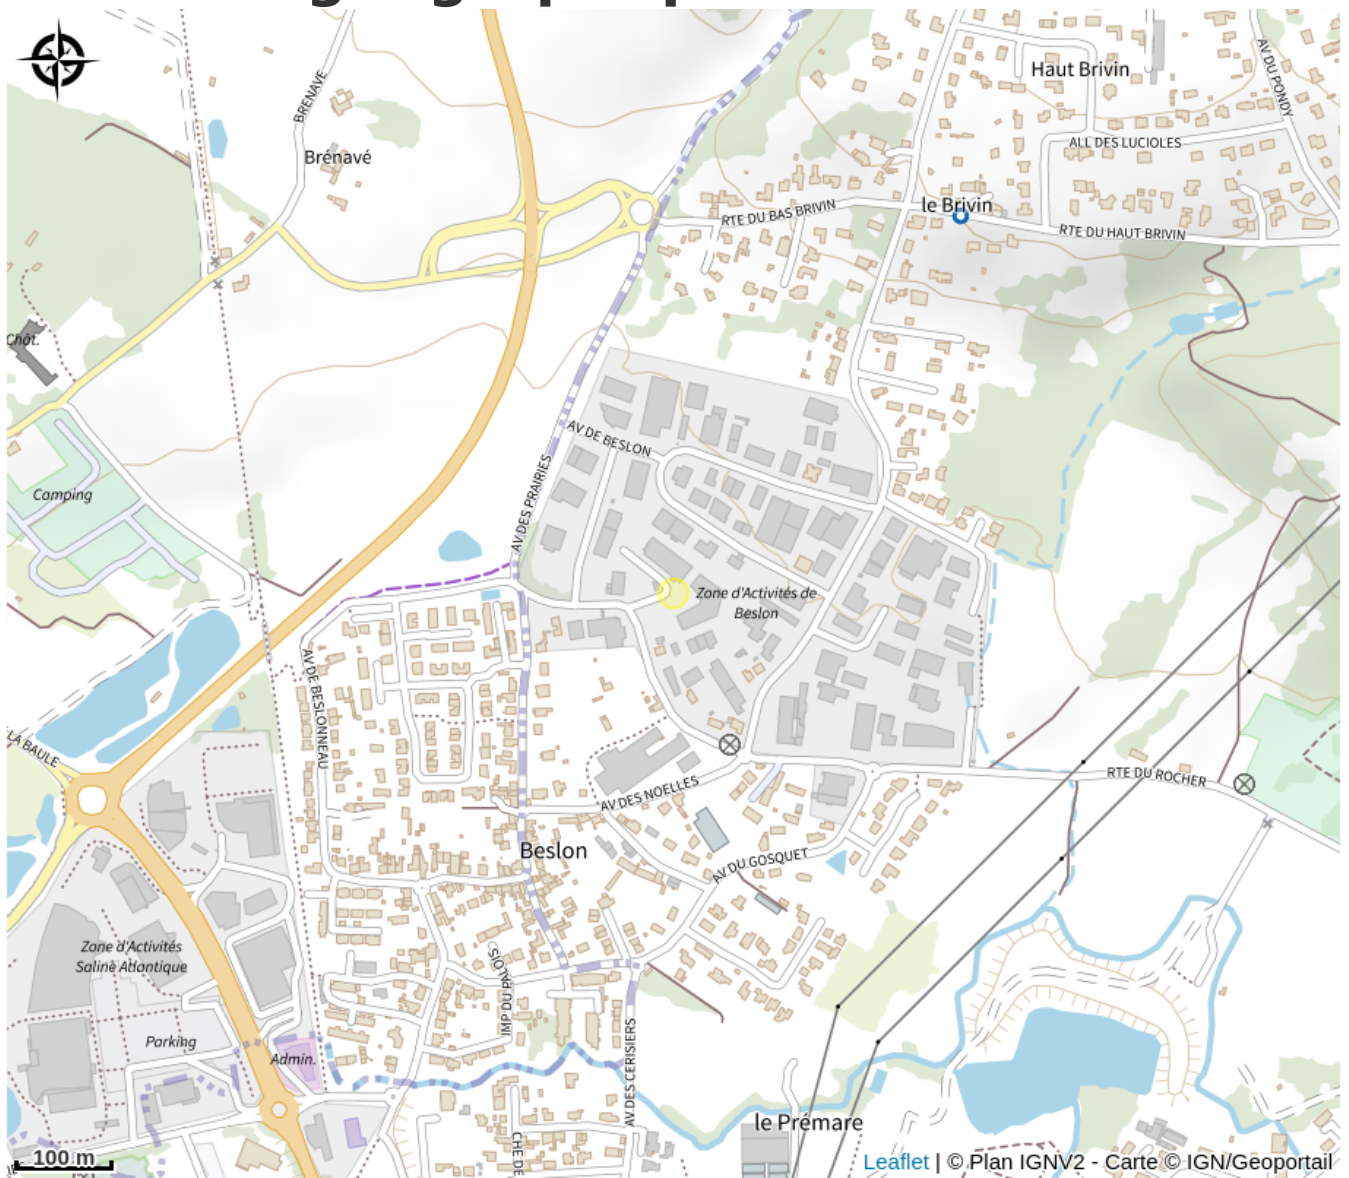 Haut Brivin
AV DU PONDY
BRENAVE
ALL DES LUCIOLES
Brénavé
le Brivin
RTE DU BAS BRIVIN
RTE DU HAUT BRIVIN
Chât.
AV DE BESLON
Camping
AV DES PRAIRIES
Zone d'Activités de
Beslon
AV DE BESLONNEAU
LA BAULE
RTE DU ROCHER
AV DES NOELLES
Beslon
AV DU GOSQUET
Zone d'Activités
Saline Atlantique
IMP DU PALOIS
Parking
Admin.
AV DES CERISIERS
le Prémare
CHE DE
100 m
Leaflet | © Plan IGNV2 - Carte © IGN/Geoportail